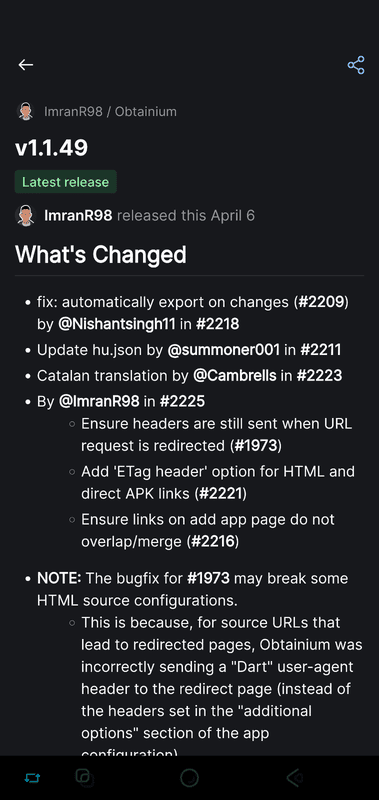 ImranR98 / Obtainium
v1.1.49
Latest release
ImranR98 released this April 6
What's Changed
• fix: automatically export on changes (#2209)
by @Nishantsingh11 in #2218
• Update hu.json by @summoner001 in #2211
• Catalan translation by @Cambrells in #2223
• By @ImranR98 in #2225
◦ Ensure headers are still sent when URL
request is redirected (#1973)
◦ Add 'ETag header' option for HTML and
direct APK links (#2221)
◦ Ensure links on add app page do not
overlap/merge (#2216)
• NOTE: The bugfix for #1973 may break some
HTML source configurations.
◦ This is because, for source URLs that
lead to redirected pages, Obtainium was
incorrectly sending a "Dart" user-agent
header to the redirect page (instead of
the headers set in the "additional
options" section of the app
configuration)